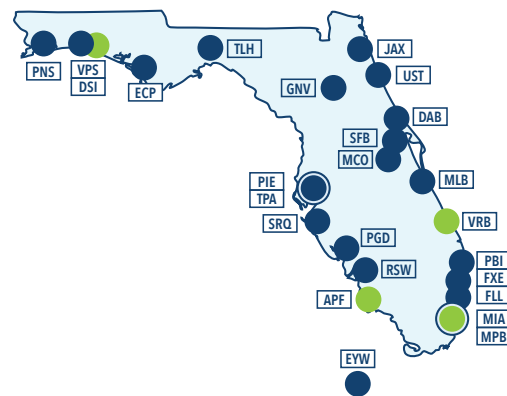 TLH
JAX
PNS
VPS
DSI
ECP
UST
GNV
DAB
SFB
MCO
PIE
TPA
MLB
SRQ
VRB
PGD
PBI
RSW
FXE
APF
FLL
MIA
MPB
EYW